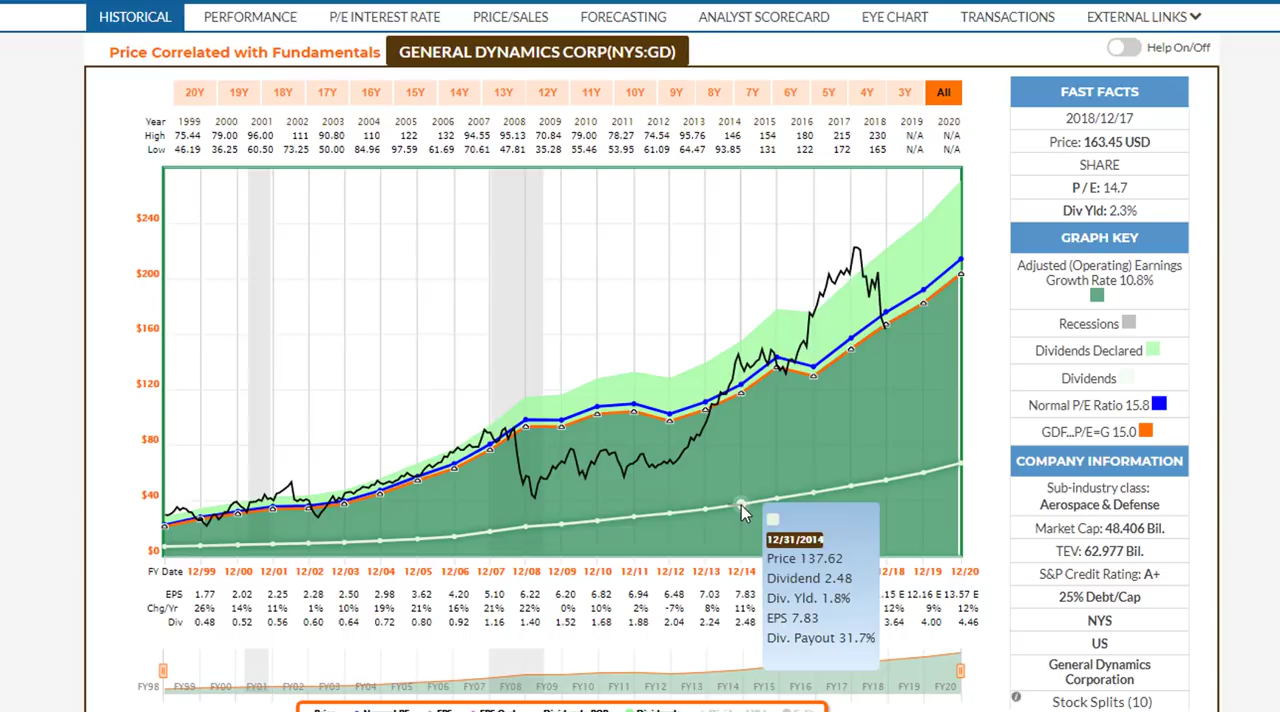 HISTORICAL PERFORMANCE P/E INTEREST RATE PRICE/SALES FORECASTING ANALYST SCORECARD EYE CHART TRANSACTIONS EXTERNAL LINKS
Price Correlated with Fundamentals GENERAL DYNAMICS CORP(NYS:GD) Help On/Off
20Y 19Y 18Y 17Y 16Y 15Y 14Y 13Y 12Y 11Y 10Y 9Y 8Y 7Y 6Y 5Y 4Y 3Y All
Year 1999 2000 2001 2002 2003 2004 2005 2006 2007 2008 2009 2010 2011 2012 2013 2014 2015 2016 2017 2018 2019 2020
High 75.44 79.00 96.00 111 90.80 110 122 132 94.55 95.13 70.84 79.00 78.27 74.54 95.76 146 154 180 215 230 N/A N/A
Low 46.19 36.25 60.50 73.25 50.00 84.96 97.59 61.69 70.61 47.81 35.28 55.46 53.95 61.09 64.47 93.85 131 122 172 165 N/A N/A
$240
$200
$160
$120
$80
$40
$0
12/31/2014
Price 137.62
Dividend 2.48
Div. Yld. 1.8%
EPS 7.83
Div. Payout 31.7%
FY Date 12/99 12/00 12/01 12/02 12/03 12/04 12/05 12/06 12/07 12/08 12/09 12/10 12/11 12/12 12/13 12/14 12/18 12/19 12/20
EPS 1.77 2.02 2.25 2.28 2.50 2.98 3.62 4.20 5.10 6.22 6.20 6.82 6.94 6.48 7.03 7.83 .15 E 12.16 E 13.57 E
Chg/Yr 26% 14% 11% 1% 10% 19% 21% 16% 21% 22% 0% 10% 2% -7% 8% 11% 12% 9% 12%
Div 0.48 0.52 0.56 0.60 0.64 0.72 0.80 0.92 1.16 1.40 1.52 1.68 1.88 2.04 2.24 2.48 3.64 4.00 4.46
FY98 FY99 FY00 FY01 FY02 FY03 FY04 FY05 FY06 FY07 FY08 FY09 FY10 FY11 FY12 FY13 FY14 FY15 FY16 FY17 FY18 FY19 FY20
FAST FACTS
2018/12/17
Price: 163.45 USD
SHARE
P / E: 14.7
Div Yld: 2.3%
GRAPH KEY
Adjusted (Operating) Earnings
Growth Rate 10.8%
Recessions
Dividends Declared
Dividends
Normal P/E Ratio 15.8
GDF...P/E=G 15.0
COMPANY INFORMATION
Sub-industry class:
Aerospace & Defense
Market Cap: 48.406 Bil.
TEV: 62.977 Bil.
S&P Credit Rating: A+
25% Debt/Cap
NYS
US
General Dynamics
Corporation
Stock Splits (10)